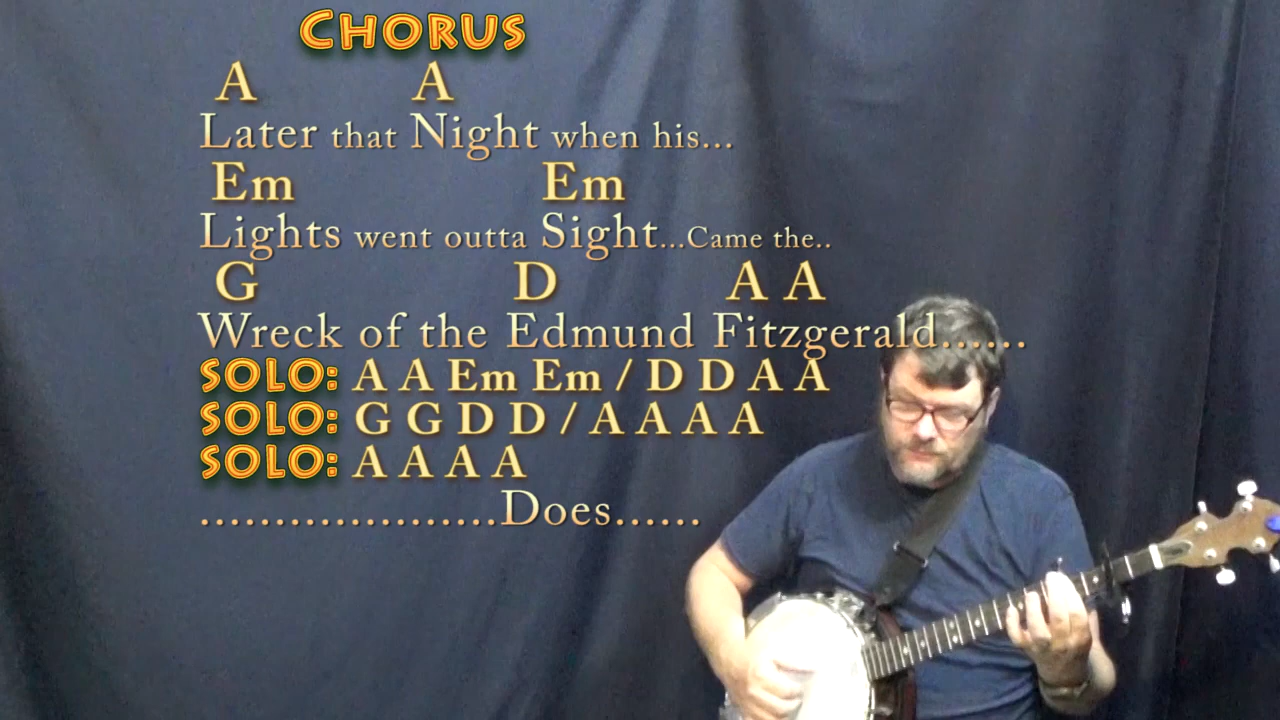 CHORUS
A A
Later that Night when his...
Em Em
Lights went outta Sight...Came the..
G D A A
Wreck of the Edmund Fitzgerald......
SOLO: A A Em Em / D D A A
SOLO: G G D D / A A A A
SOLO: A A A A
.....................Does......